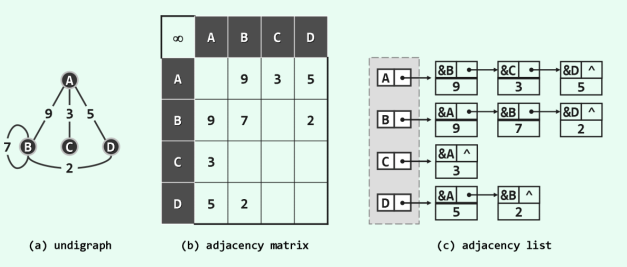 A
9 3 5
7 B C D
2
(a) undigraph
∞ A B C D
A 9 3 5
B 9 7 2
C 3
D 5 2
(b) adjacency matrix
A &B &C &D ^
9 3 5
B &A &B &D ^
9 7 2
C &A ^
3
D &A &B ^
5 2
(c) adjacency list